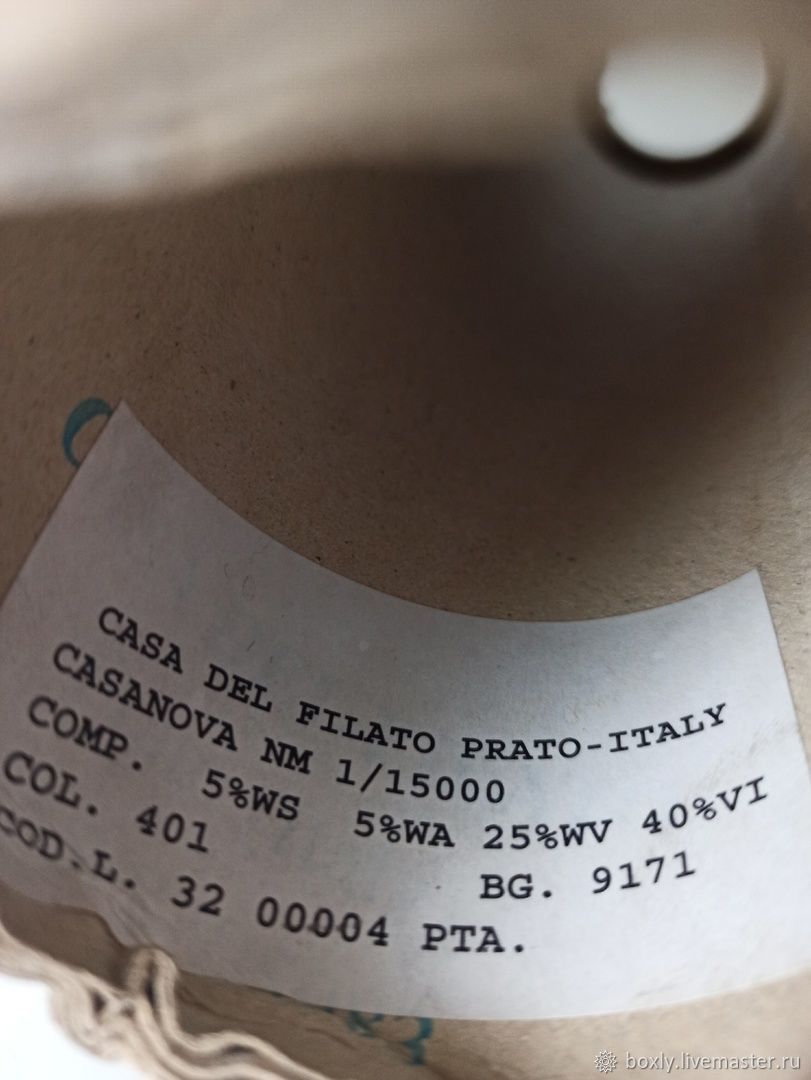 CASA DEL FILATO PRATO-ITALY
CASANOVA NM 1/15000
COMP. 5%WS 5%WA 25%WV 40%VI
COL. 401 BG. 9171
COD.L. 32 00004 PTA.
boxly.livemaster.ru